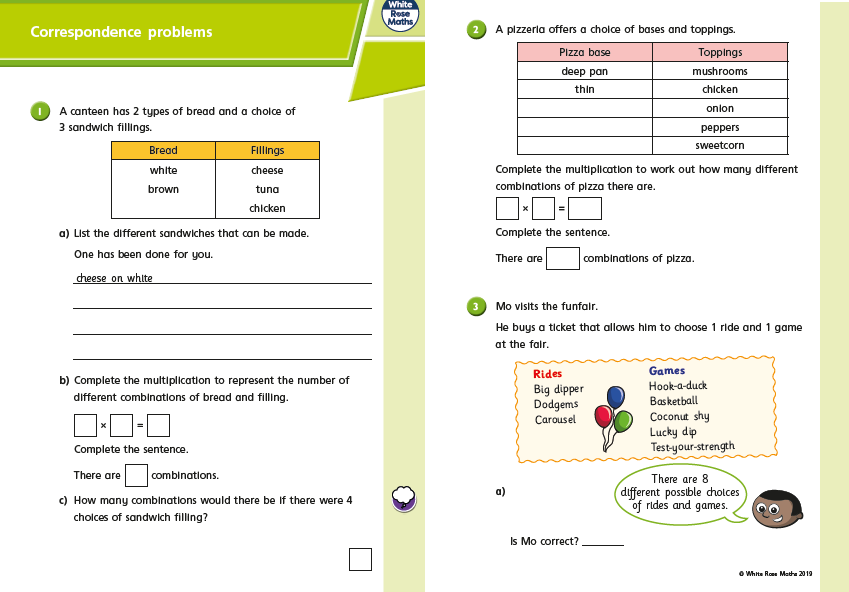 Correspondence problems
White
Rose
Maths
1
A canteen has 2 types of bread and a choice of
3 sandwich fillings.
Bread Fillings
white cheese
brown tuna
chicken
a) List the different sandwiches that can be made.
One has been done for you.
cheese on white
b) Complete the multiplication to represent the number of
different combinations of bread and filling.
× =
Complete the sentence.
There are combinations.
c) How many combinations would there be if there were 4
choices of sandwich filling?
2 A pizzeria offers a choice of bases and toppings.
Pizza base Toppings
deep pan mushrooms
thin chicken
onion
peppers
sweetcorn
Complete the multiplication to work out how many different
combinations of pizza there are.
× =
Complete the sentence.
There are combinations of pizza.
3 Mo visits the funfair.
He buys a ticket that allows him to choose 1 ride and 1 game
at the fair.
Rides
Big dipper
Dodgems
Carousel
Games
Hook-a-duck
Basketball
Coconut shy
Lucky dip
Test-your-strength
a)
There are 8
different possible choices
of rides and games.
Is Mo correct? ________
© White Rose Maths 2019